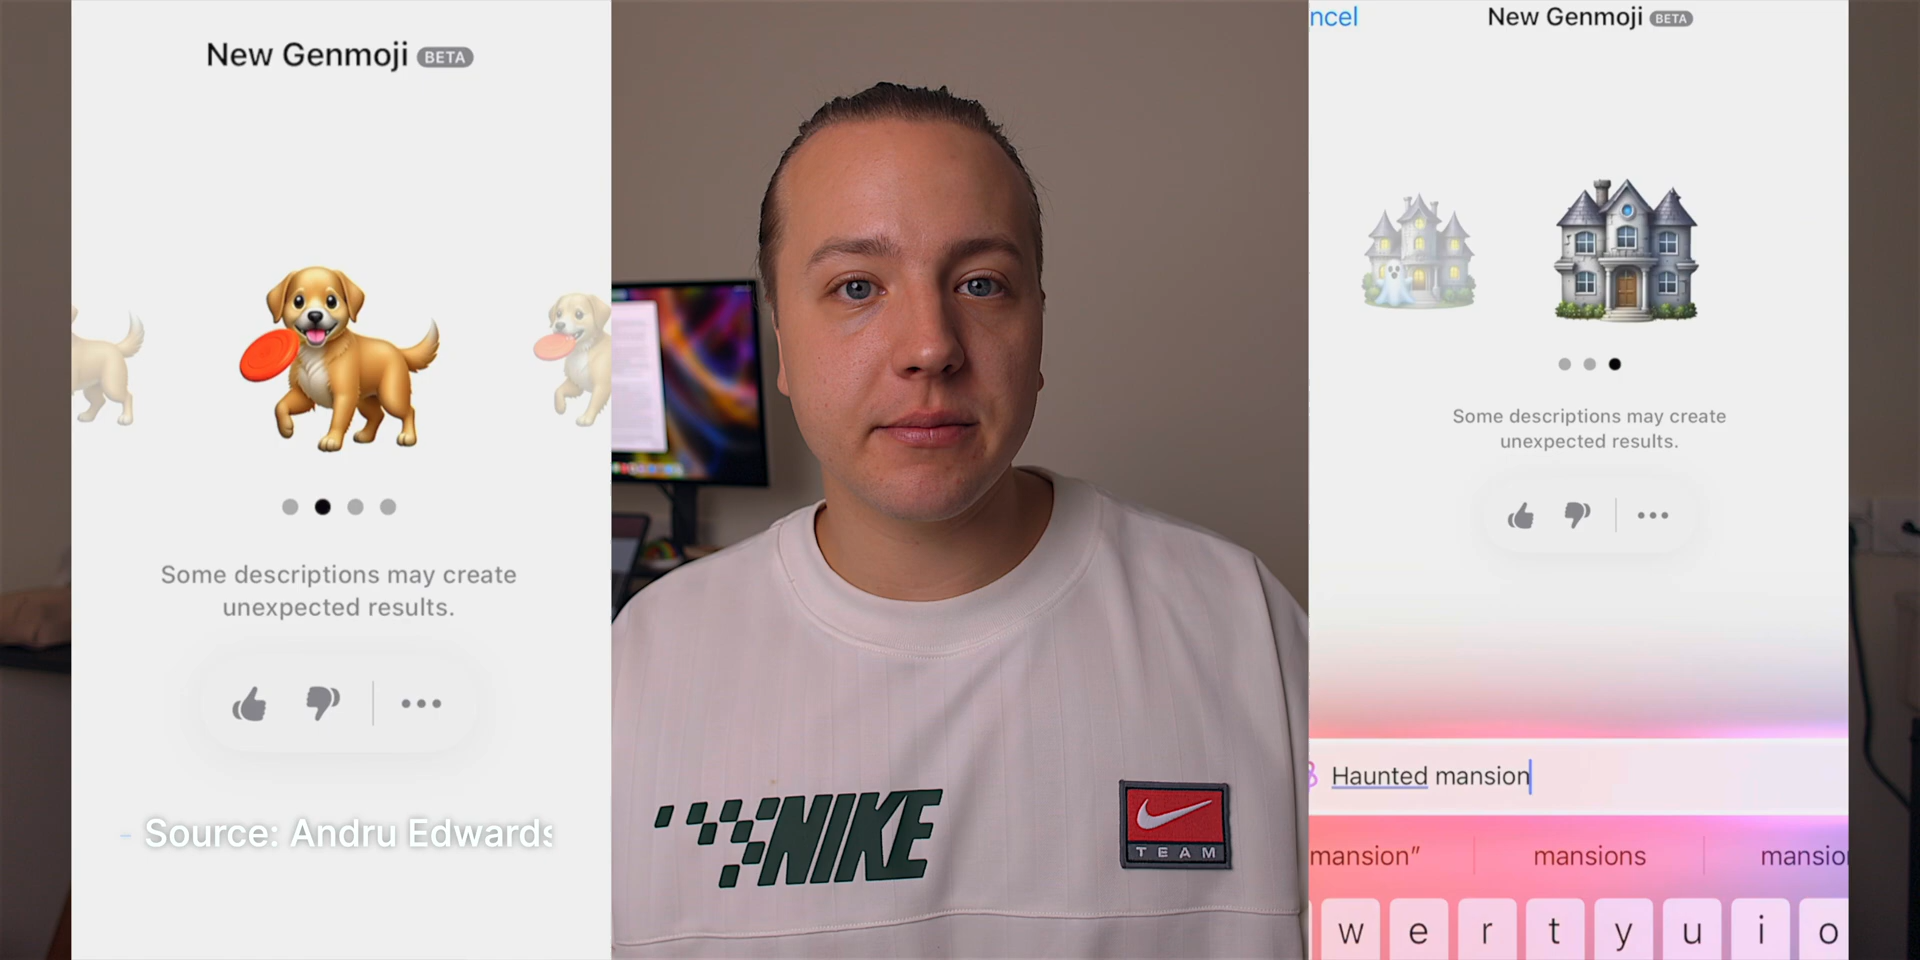 New Genmoji BETA
Some descriptions may create
unexpected results.
Source: Andru Edwards
NIKE
TEAM
ncel
New Genmoji BETA
Some descriptions may create
unexpected results.
Haunted mansion
mansion”
mansions
mansio
w e r t y u i o